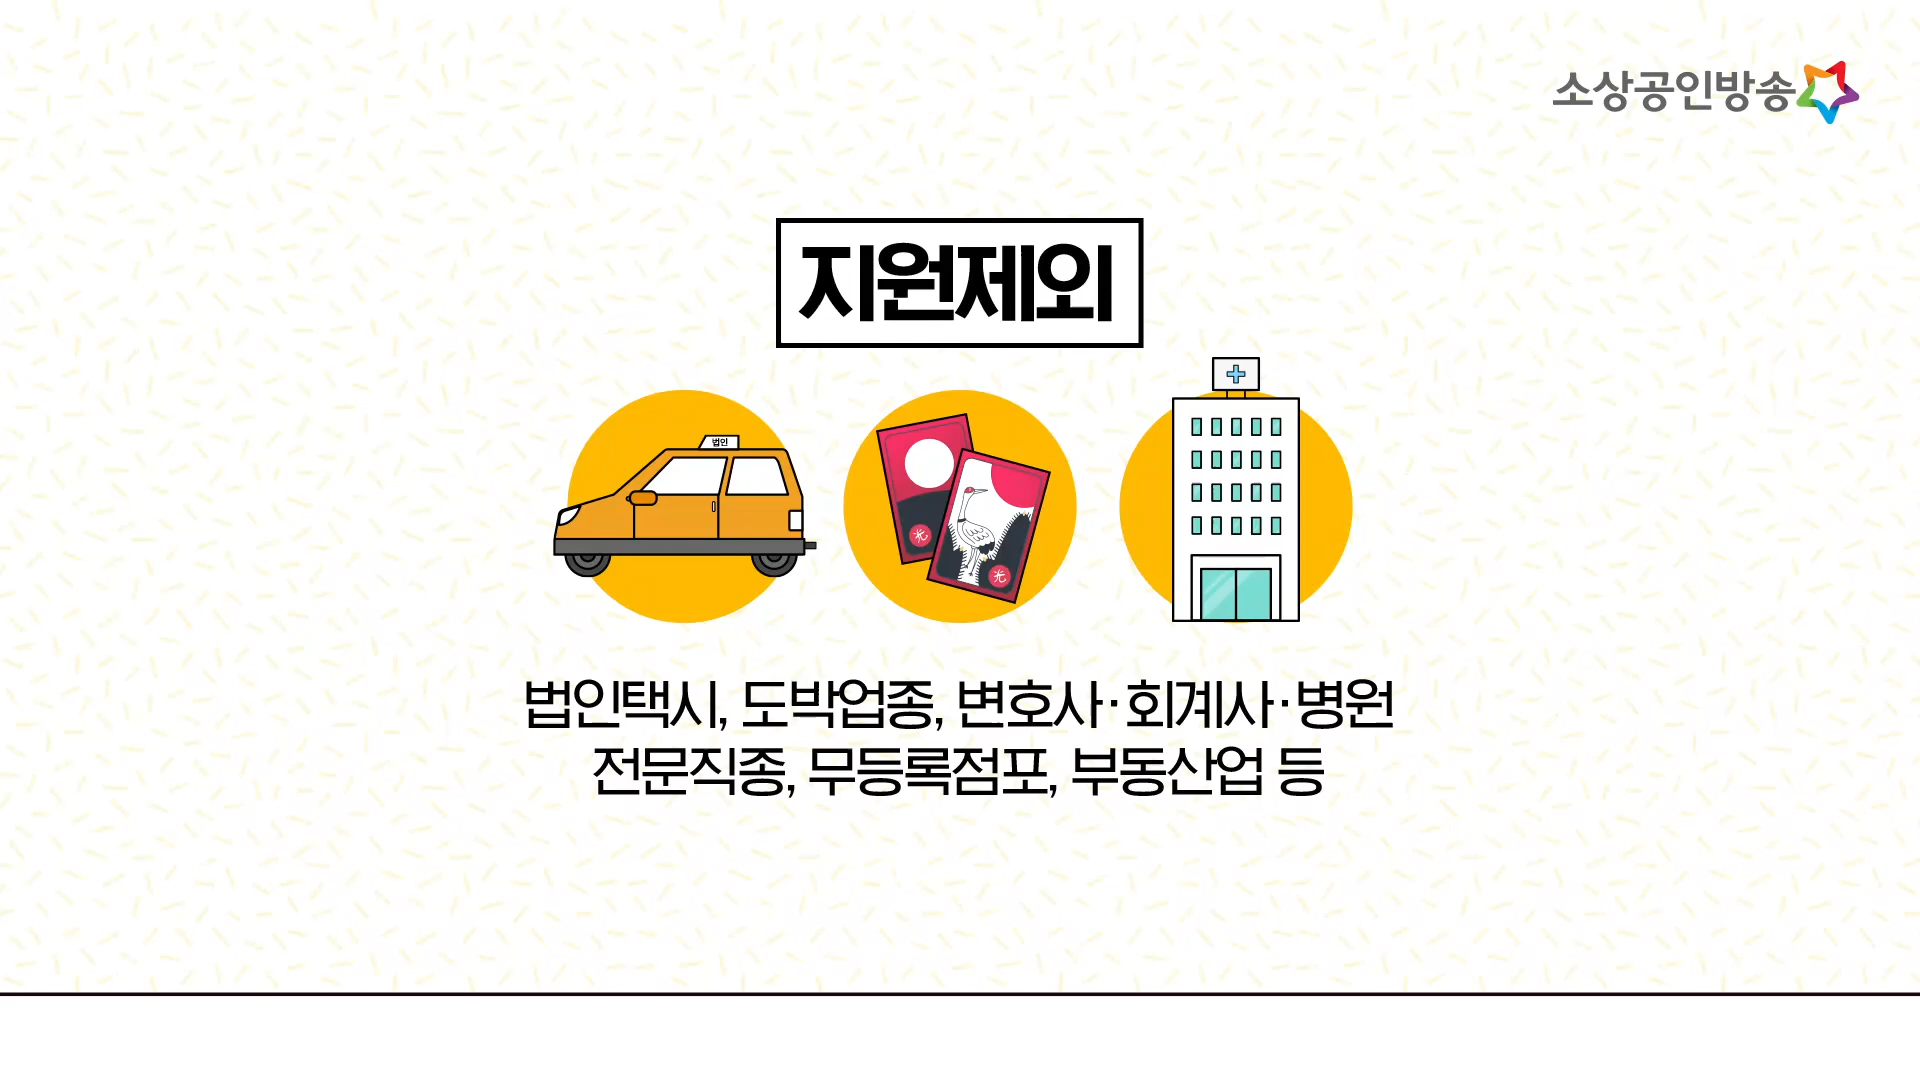 소상공인방송
지원제외
법인
光
光
법인택시, 도박업종, 변호사·회계사·병원
전문직종, 무등록점포, 부동산업 등